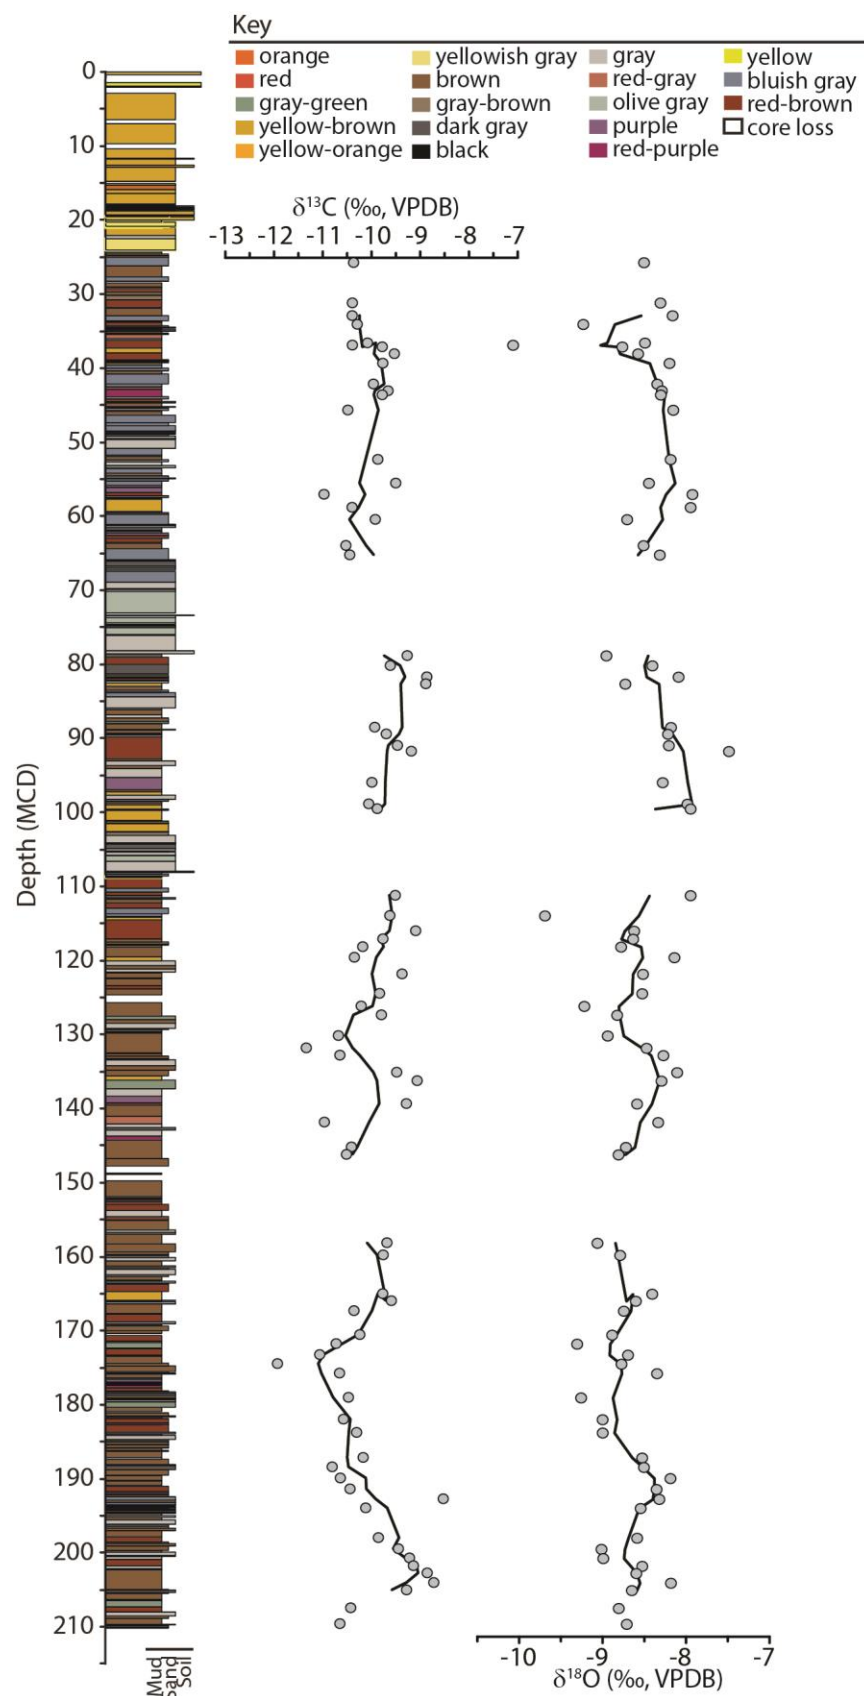 Key
orange yellowish gray gray yellow
red brown red-gray bluish gray
gray-green gray-brown olive gray red-brown
yellow-brown dark gray purple core loss
yellow-orange black red-purple
δ13C (‰, VPDB)
-13 -12 -11 -10 -9 -8 -7
0
10
20
30
40
50
60
70
80
90
100
110
120
130
140
150
160
170
180
190
200
210
Depth (MCD)
Mud
Sand
Soil
-10 -9 -8 -7
δ18O (‰, VPDB)